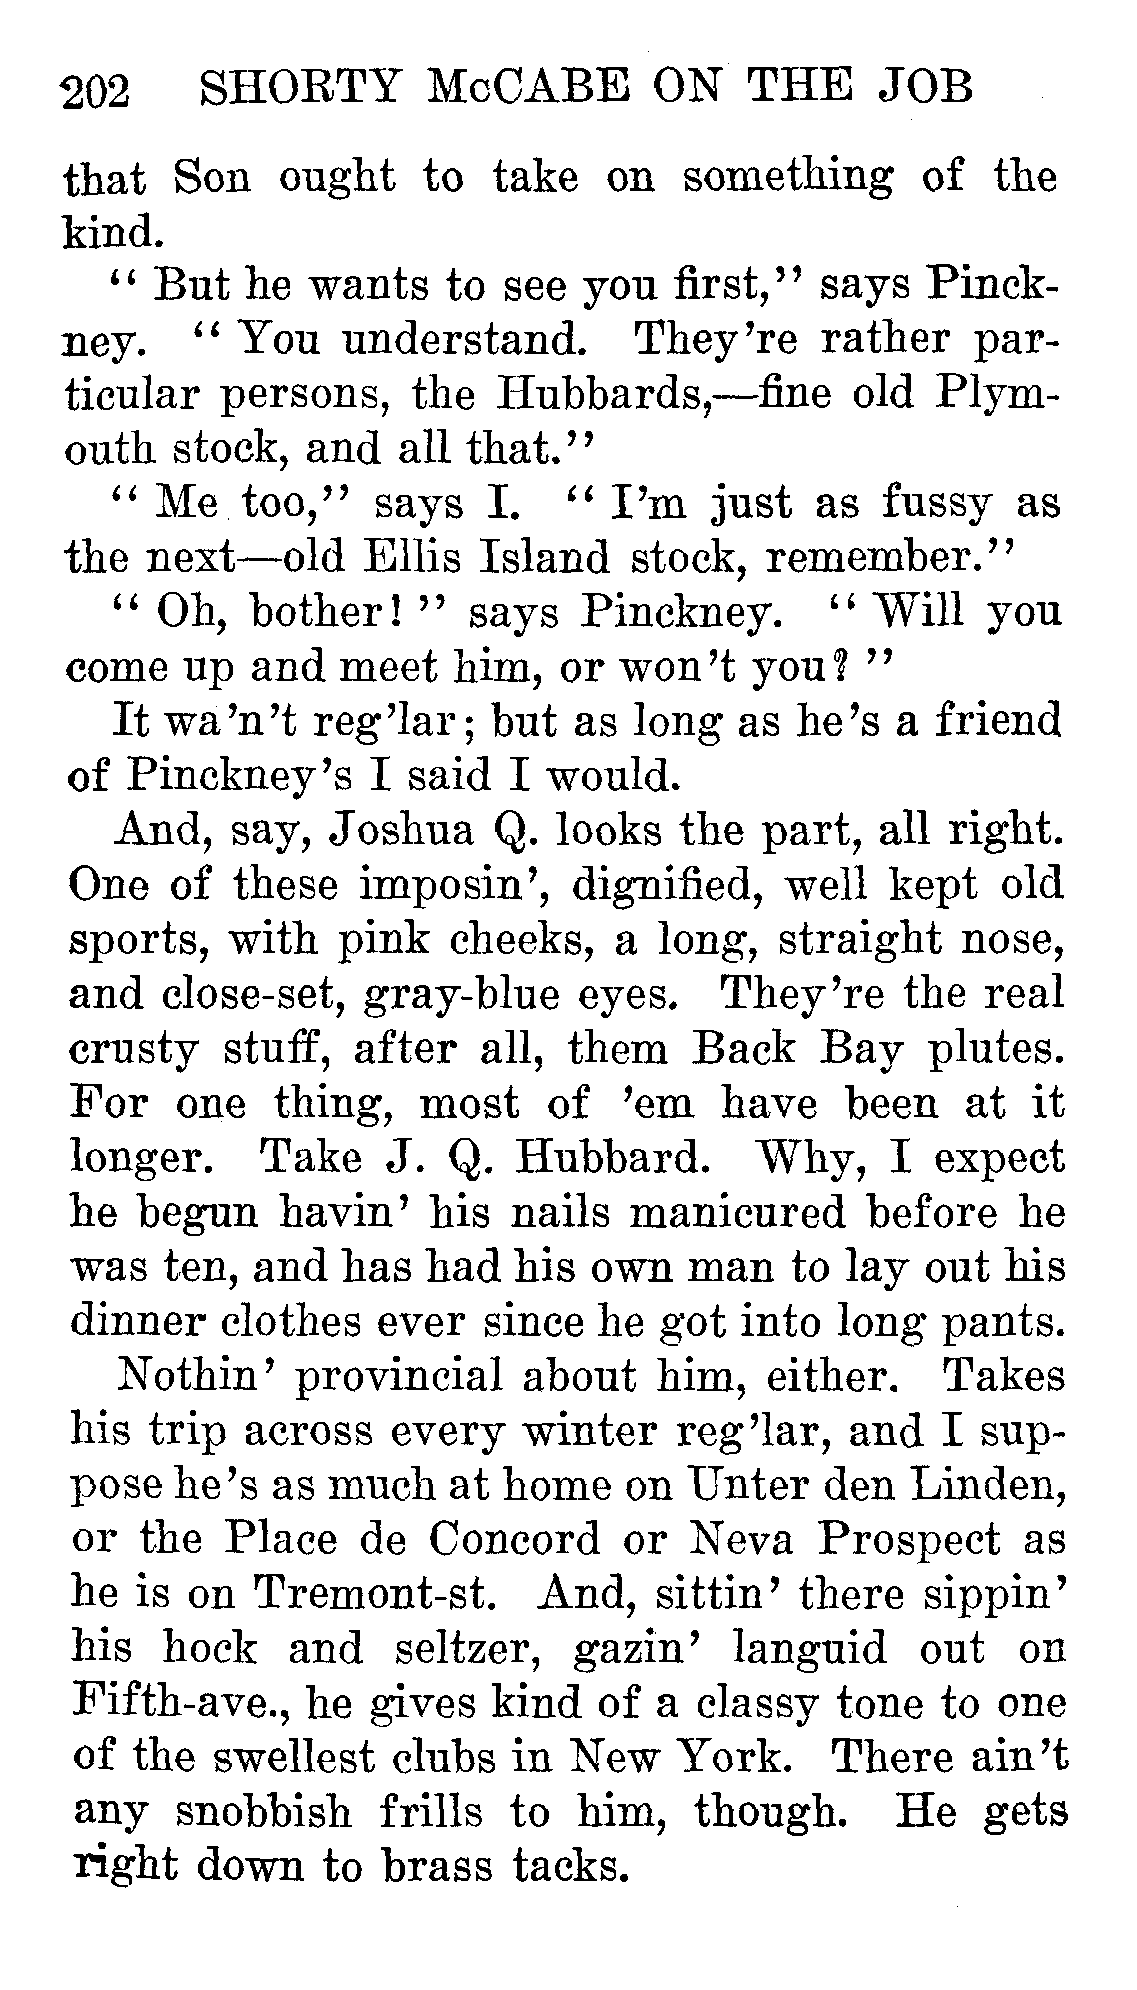 202 SHORTY McCABE ON THE JOB
that Son ought to take on something of the
kind.
“ But he wants to see you first,” says Pinck-
ney. “ You understand. They’re rather par-
ticular persons, the Hubbards,—fine old Plym-
outh stock, and all that.”
“ Me too,” says I. “ I’m just as fussy as
the next—old Ellis Island stock, remember.”
“ Oh, bother! ” says Pinckney. “ Will you
come up and meet him, or won’t you? ”
It wa’n’t reg’lar; but as long as he’s a friend
of Pinckney’s I said I would.
And, say, Joshua Q. looks the part, all right.
One of these imposin’, dignified, well kept old
sports, with pink cheeks, a long, straight nose,
and close-set, gray-blue eyes. They’re the real
crusty stuff, after all, them Back Bay plutes.
For one thing, most of ’em have been at it
longer. Take J. Q. Hubbard. Why, I expect
he begun havin’ his nails manicured before he
was ten, and has had his own man to lay out his
dinner clothes ever since he got into long pants.
Nothin’ provincial about him, either. Takes
his trip across every winter reg’lar, and I sup-
pose he’s as much at home on Unter den Linden,
or the Place de Concord or Neva Prospect as
he is on Tremont-st. And, sittin’ there sippin’
his hock and seltzer, gazin’ languid out on
Fifth-ave., he gives kind of a classy tone to one
of the swellest clubs in New York. There ain’t
any snobbish frills to him, though. He gets
right down to brass tacks.